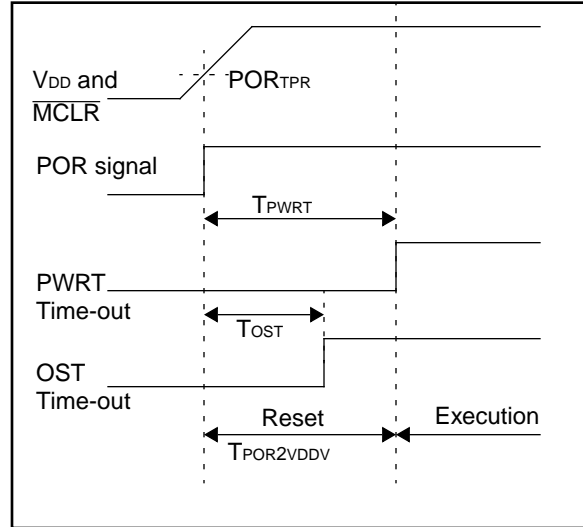 VDD and
MCLR
PORTPR
POR signal
TPWRT
PWRT
Time-out
TOST
OST
Time-out
Reset
Execution
TPOR2VDDV